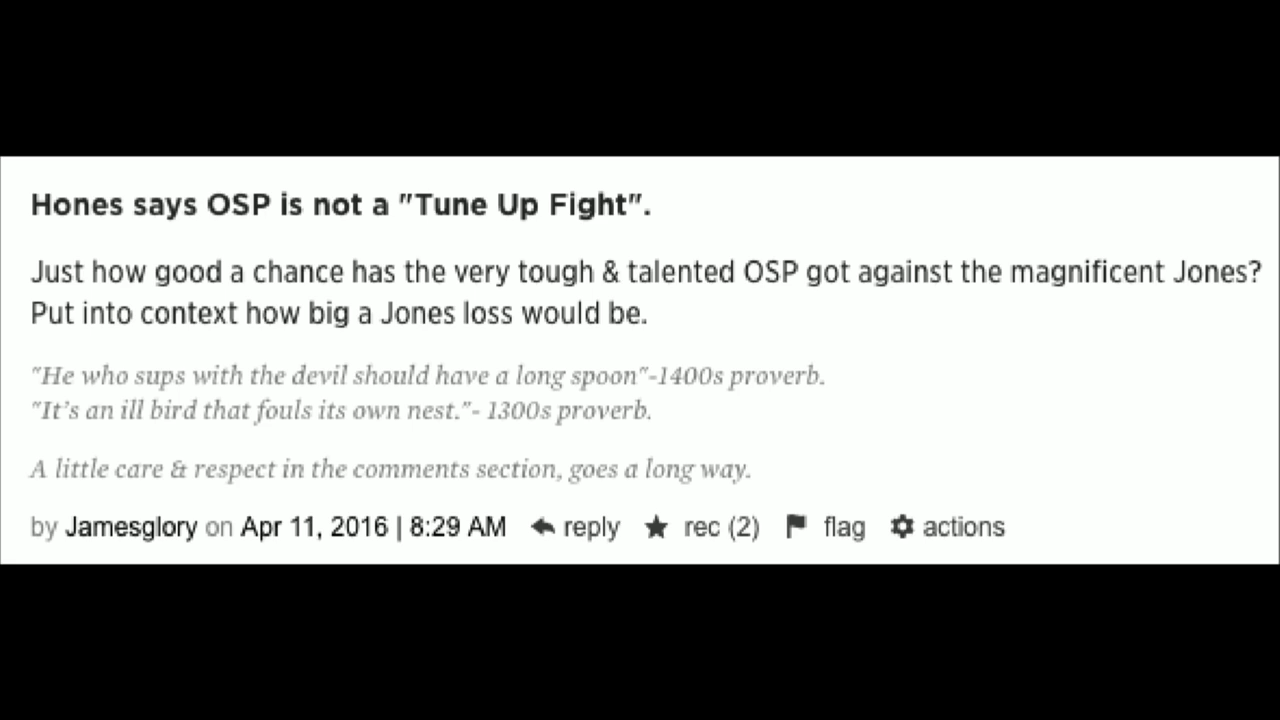 Hones says OSP is not a "Tune Up Fight".
Just how good a chance has the very tough & talented OSP got against the magnificent Jones?
Put into context how big a Jones loss would be.
"He who sups with the devil should have a long spoon"-1400s proverb.
"It's an ill bird that fouls its own nest."- 1300s proverb.
A little care & respect in the comments section, goes a long way.
by Jamesglory on Apr 11, 2016 | 8:29 AM reply rec (2) flag actions